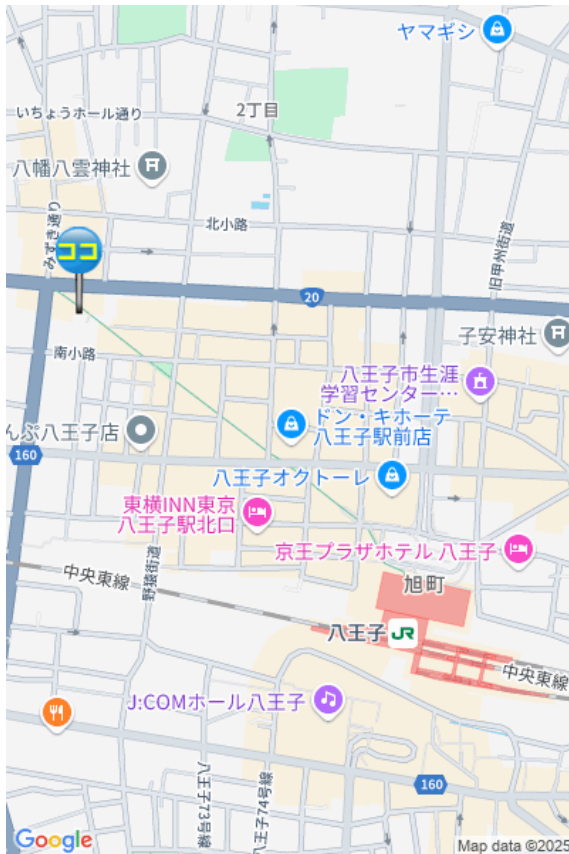 ヤマギシ
いちょうホール通り
2丁目
八幡八雲神社
みずき通り
北小路
旧甲州街道
ココ
20
子安神社
南小路
八王子市生涯
学習センター…
ドン・キホーテ
八王子駅前店
んぷ八王子店
160
八王子オクトーレ
東横INN東京
八王子駅北口
京王プラザホテル 八王子
中央東線
野猿街道
旭町
八王子
JR
中央東線
J:COMホール八王子
八王子73号線
八王子74号線
160
Google
Map data ©2025